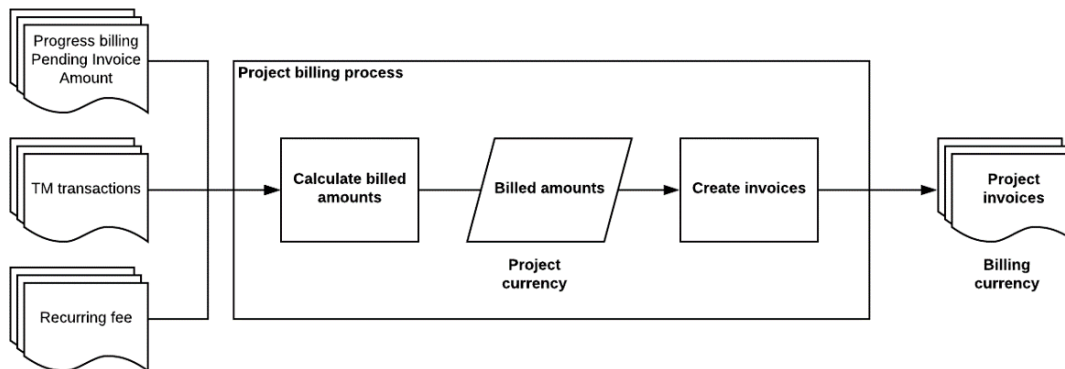 Progress billing
Pending Invoice
Amount
TM transactions
Recurring fee
Project billing process
Calculate billed
amounts
Billed amounts
Project
currency
Create invoices
Project
invoices
Billing
currency